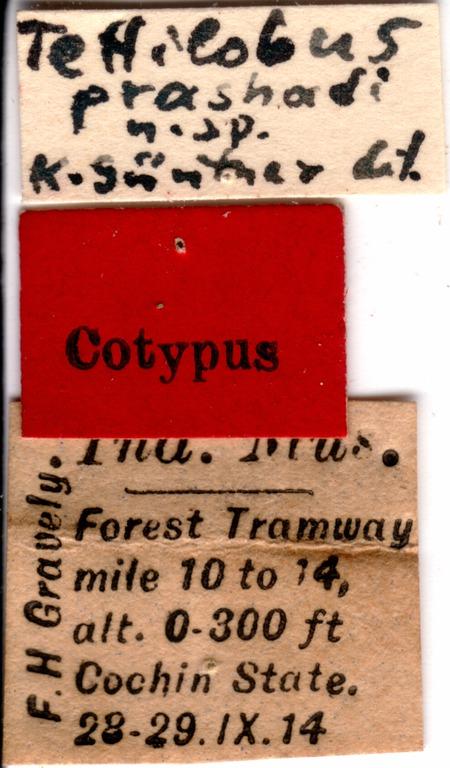 Tettilobus
prashadi
n. sp.
K. Günther det.
Cotypus
Ind. Mus.
F. H Gravely.
Forest Tramway
mile 10 to 14,
alt. 0-300 ft
Cochin State.
28-29. IX. 14